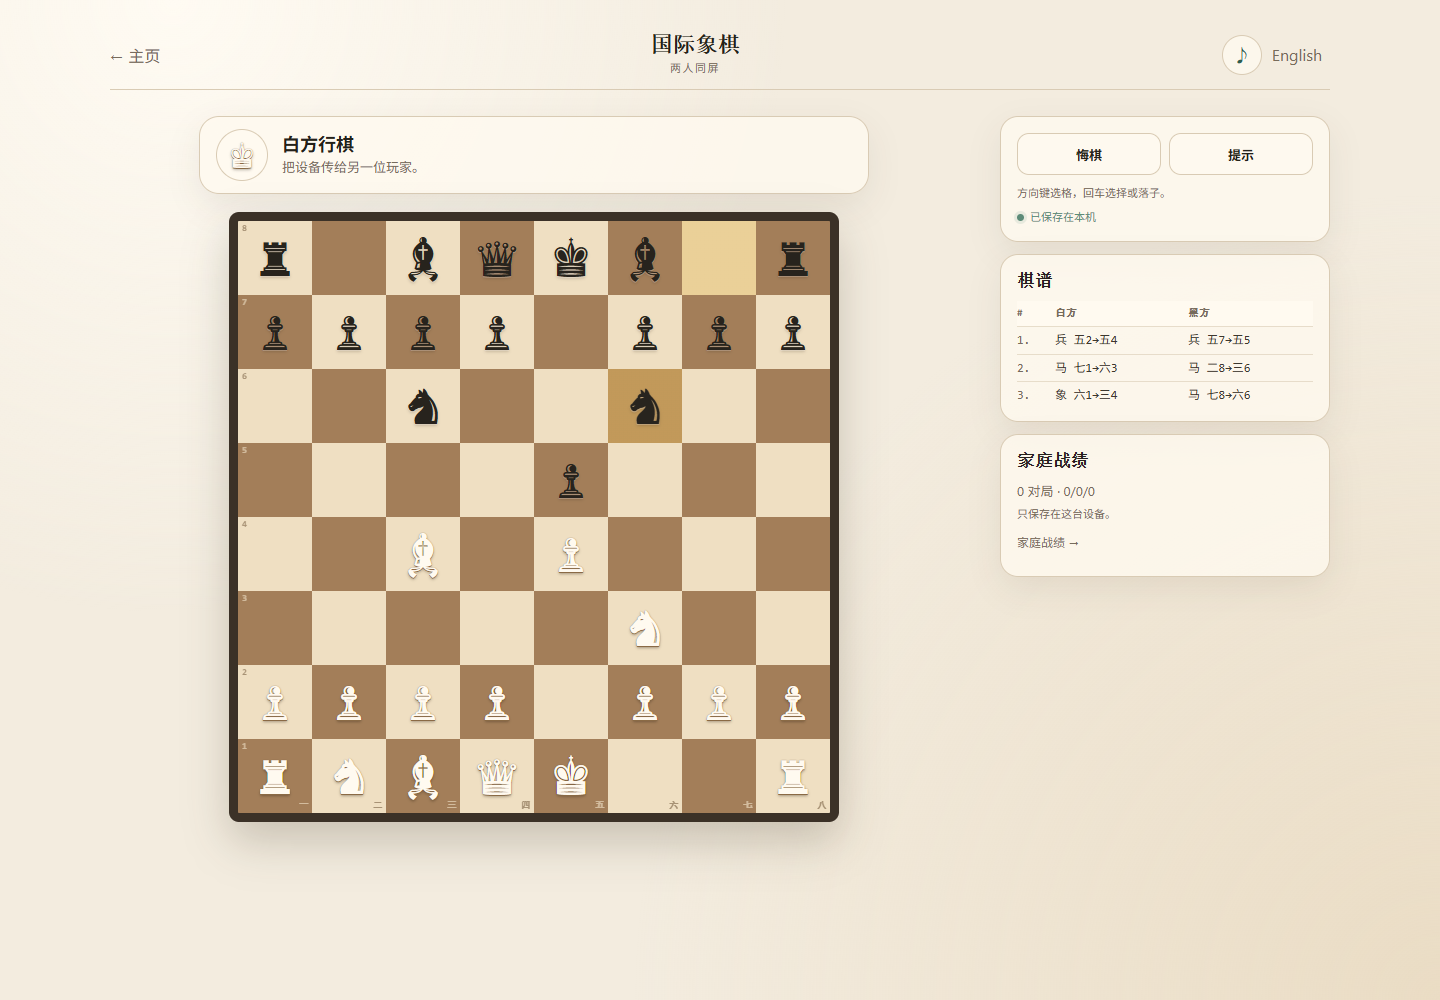 ← 主页
国际象棋
两人同屏
♪ English
白方行棋
把设备传给另一位玩家。
悔棋 提示
方向键选格，回车选择或落子。
已保存在本机
棋谱
# 白方 黑方
1. 兵 五2→五4 兵 五7→五5
2. 马 七1→六3 马 二8→三6
3. 象 六1→三4 马 七8→六6
家庭战绩
0 对局 · 0/0/0
只保存在这台设备。
家庭战绩 →
8
7
6
5
4
3
2
1
一 二 三 四 五 六 七 八